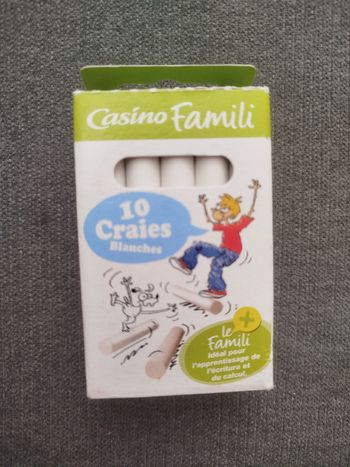 Casino Famili
10
Craies
Blanches
le
Famili
+
Idéal pour
l'apprentissage de
l'écriture et
du calcul.